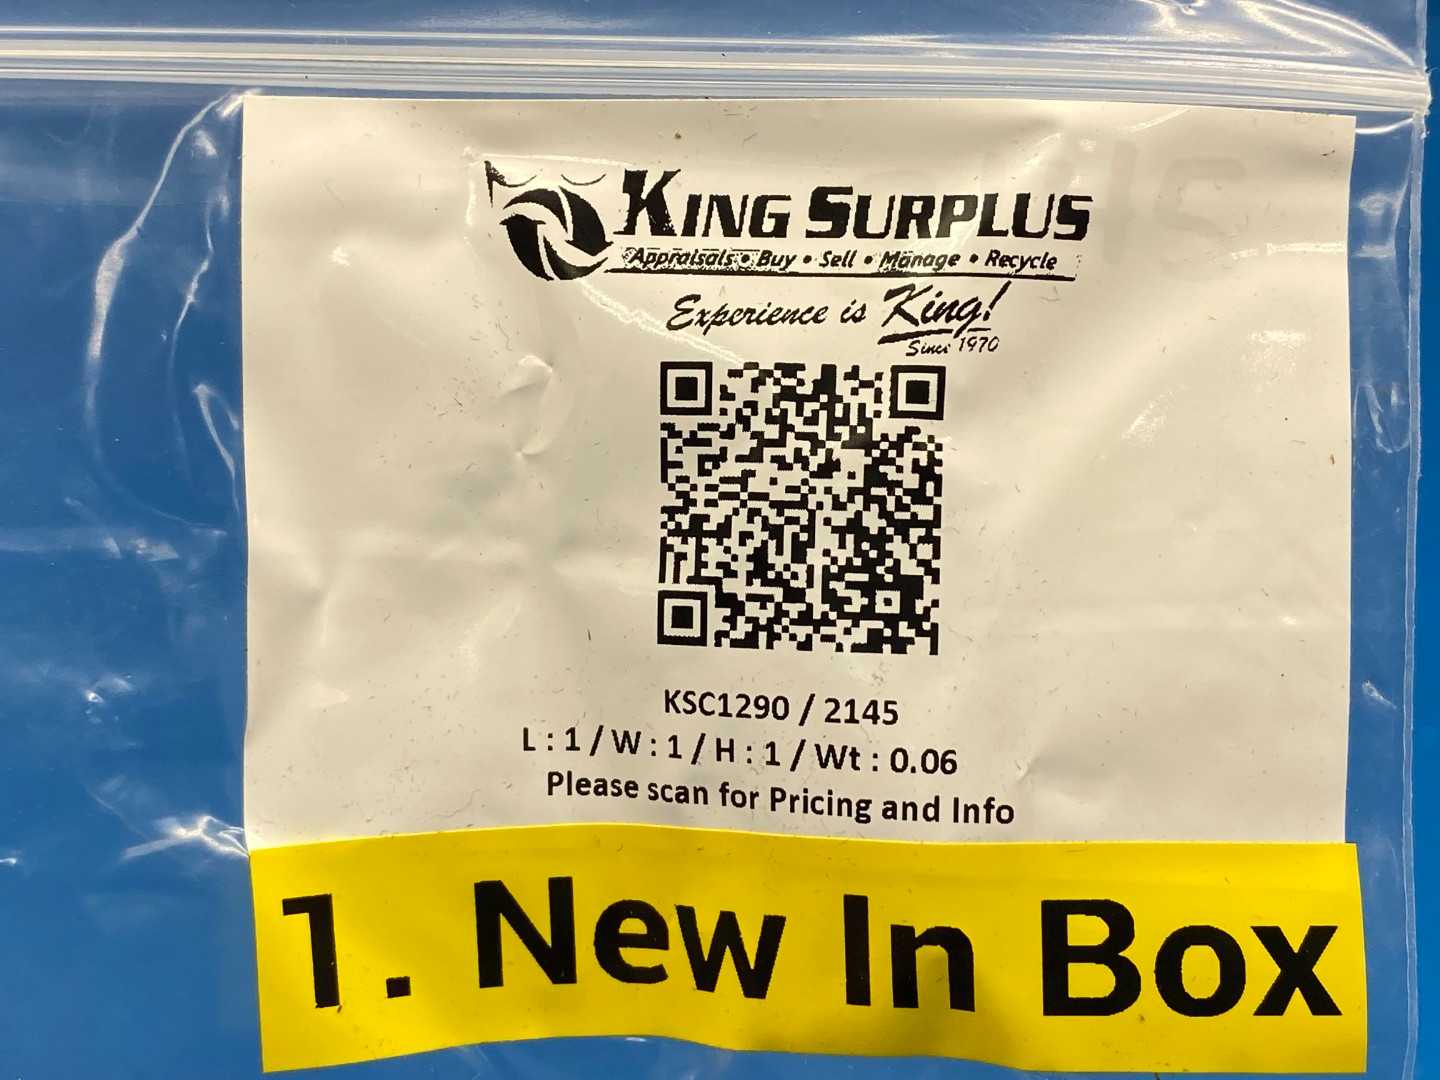 KING SURPLUS
Appraisals • Buy • Sell • Manage • Recycle
Experience is King!
Since 1970
KSC1290 / 2145
L : 1 / W : 1 / H : 1 / Wt : 0.06
Please scan for Pricing and Info
1. New In Box